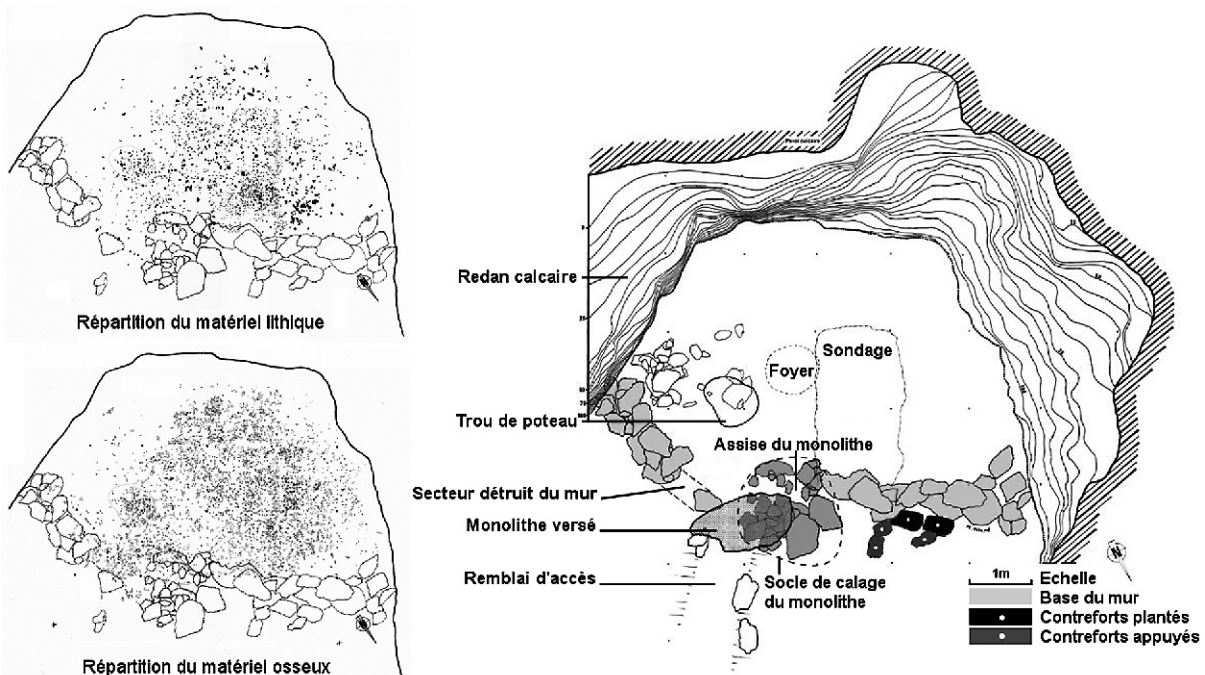 Répartition du matériel lithique
Répartition du matériel osseux
Paroi calcaire
Redan calcaire
Sondage
Foyer
Trou de poteau
Assise du monolithe
Secteur détruit du mur
Monolithe versé
Remblai d'accès
Socle de calage
du monolithe
N
1m
Echelle
Base du mur
Contreforts plantés
Contreforts appuyés